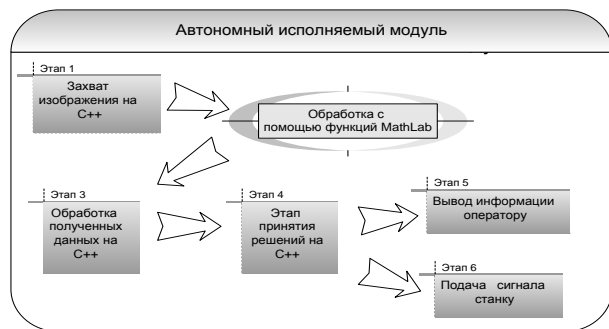 Автономный исполняемый модуль
Этап 1
Захват
изображения на
C++
Обработка с
помощью функций MathLab
Этап 3
Обработка
полученных
данных на
C++
Этап 4
Этап
принятия
решений на
C++
Этап 5
Вывод информации
оператору
Этап 6
Подача сигнала
станку